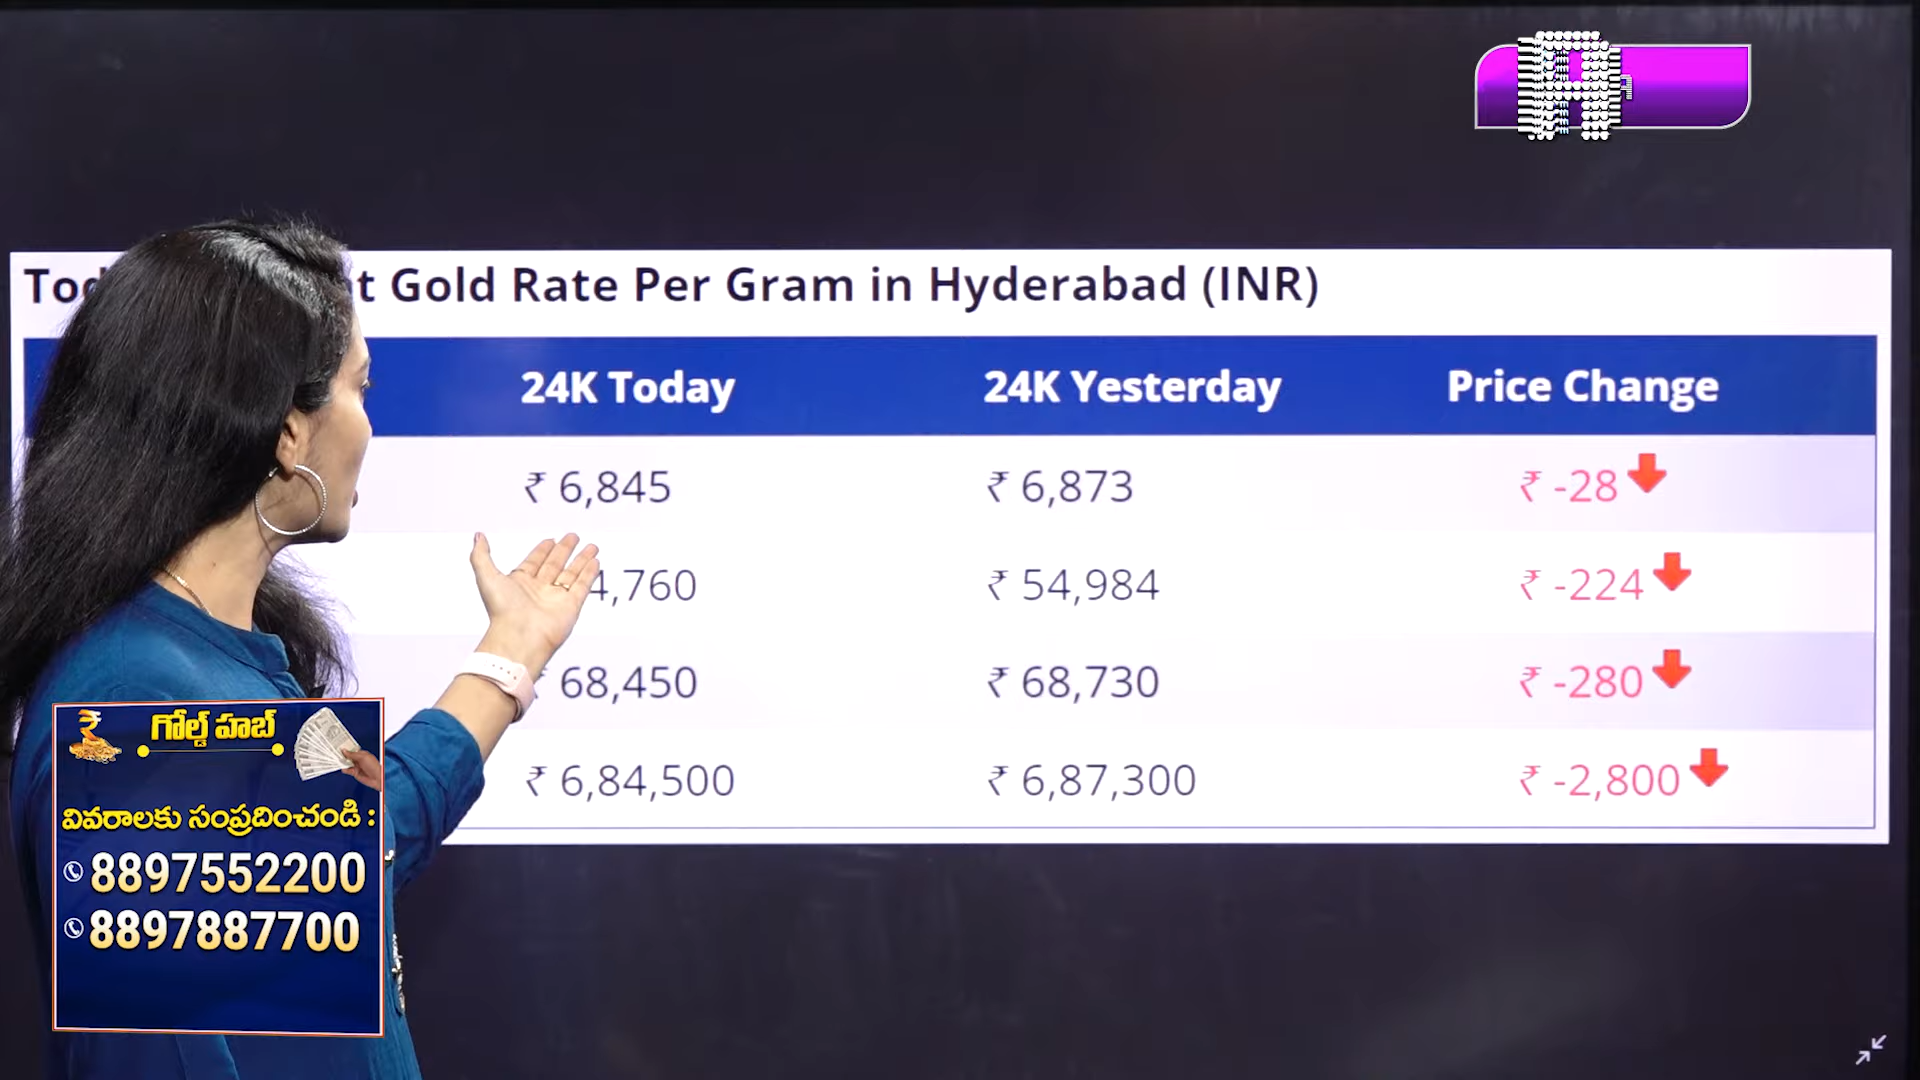 Gold Rate Per Gram in Hyderabad (INR)
24K Today 24K Yesterday Price Change
₹ 6,845 ₹ 6,873 ₹ -28
4,760 ₹ 54,984 ₹ -224
68,450 ₹ 68,730 ₹ -280
₹ 6,84,500 ₹ 6,87,300 ₹ -2,800
గోల్డ్ హబ్
వివరాలకు సంప్రదించండి :
8897552200
8897887700